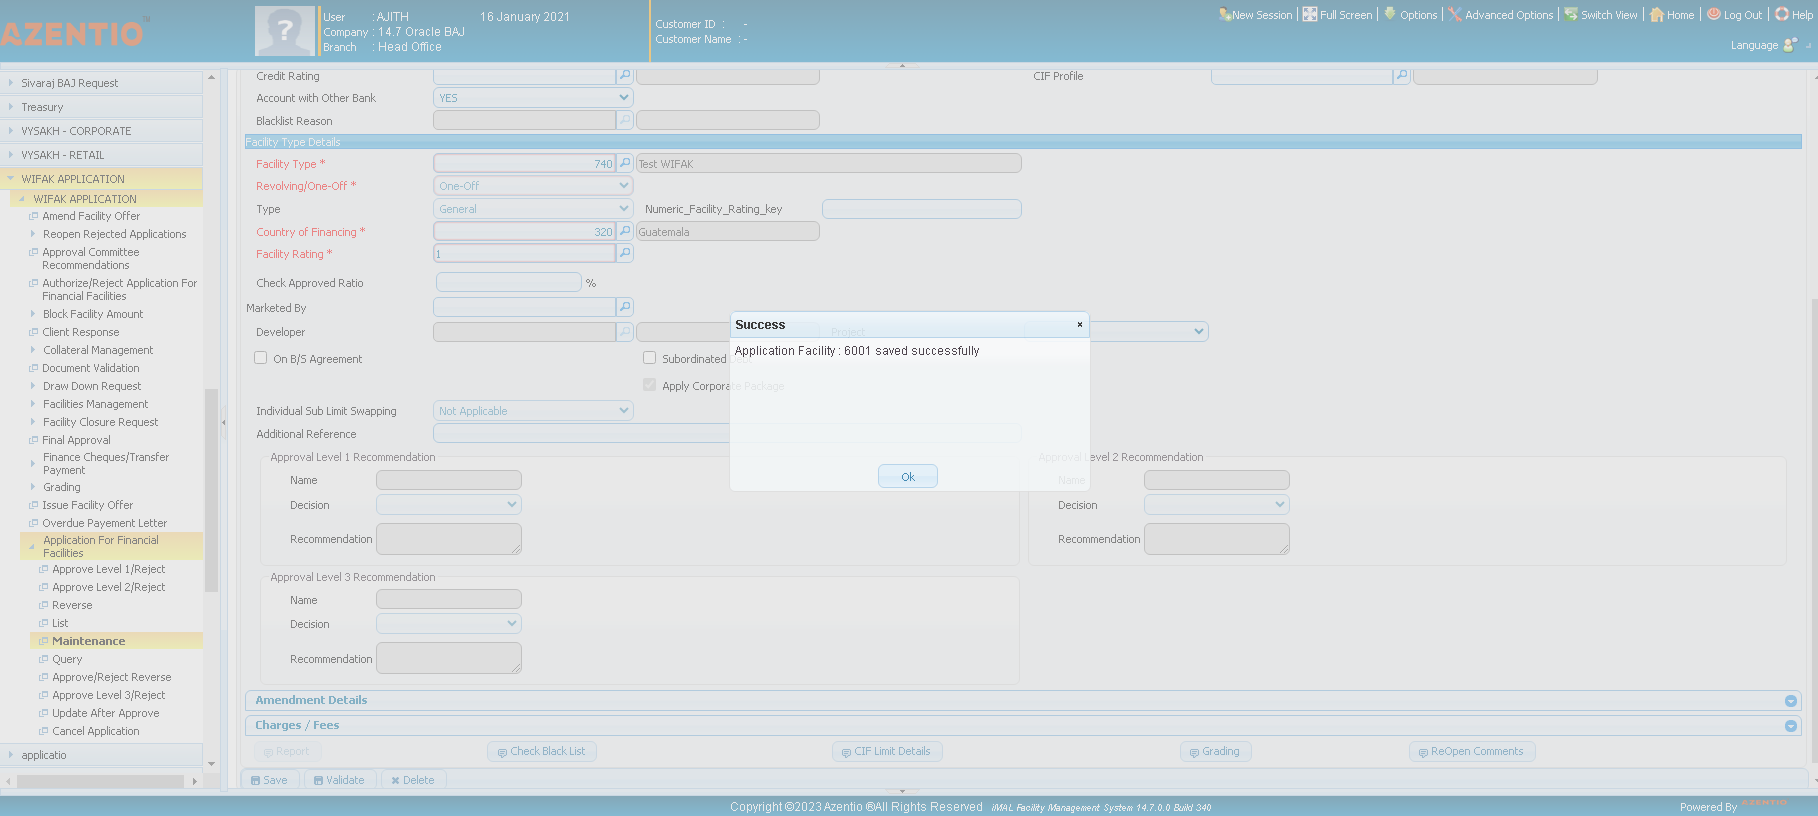 AZENTIO™
User : AJITH 16 January 2021
Company : 14.7 Oracle BAJ
Branch : Head Office
Customer ID : -
Customer Name : -
New Session Full Screen Options Advanced Options Switch View Home Log Out Help
Language
Sivaraj BAJ Request
Treasury
VYSAKH - CORPORATE
VYSAKH - RETAIL
WIFAK APPLICATION
WIFAK APPLICATION
Amend Facility Offer
Reopen Rejected Applications
Approval Committee
Recommendations
Authorize/Reject Application For
Financial Facilities
Block Facility Amount
Client Response
Collateral Management
Document Validation
Draw Down Request
Facilities Management
Facility Closure Request
Final Approval
Finance Cheques/Transfer
Payment
Grading
Issue Facility Offer
Overdue Payement Letter
Application For Financial
Facilities
Approve Level 1/Reject
Approve Level 2/Reject
Reverse
List
Maintenance
Query
Approve/Reject Reverse
Approve Level 3/Reject
Update After Approve
Cancel Application
applicatio
Credit Rating CIF Profile
Account with Other Bank YES
Blacklist Reason
Facility Type Details
Facility Type * 740 Test WIFAK
Revolving/One-Off * One-Off
Type General Numeric_Facility_Rating_key
Country of Financing * 320 Guatemala
Facility Rating * 1
Check Approved Ratio %
Marketed By
Developer Project
On B/S Agreement Subordinated
Apply Corporate Package
Individual Sub Limit Swapping Not Applicable
Additional Reference
Success ×
Application Facility : 6001 saved successfully
Ok
Approval Level 1 Recommendation
Name
Decision
Recommendation
Approval Level 2 Recommendation
Name
Decision
Recommendation
Approval Level 3 Recommendation
Name
Decision
Recommendation
Amendment Details
Charges / Fees
Report Check Black List CIF Limit Details Grading ReOpen Comments
Save Validate Delete
Copyright ©2023 Azentio ®All Rights Reserved iMAL Facility Management System 14.7.0.0 Build 340
Powered By AZENTIO